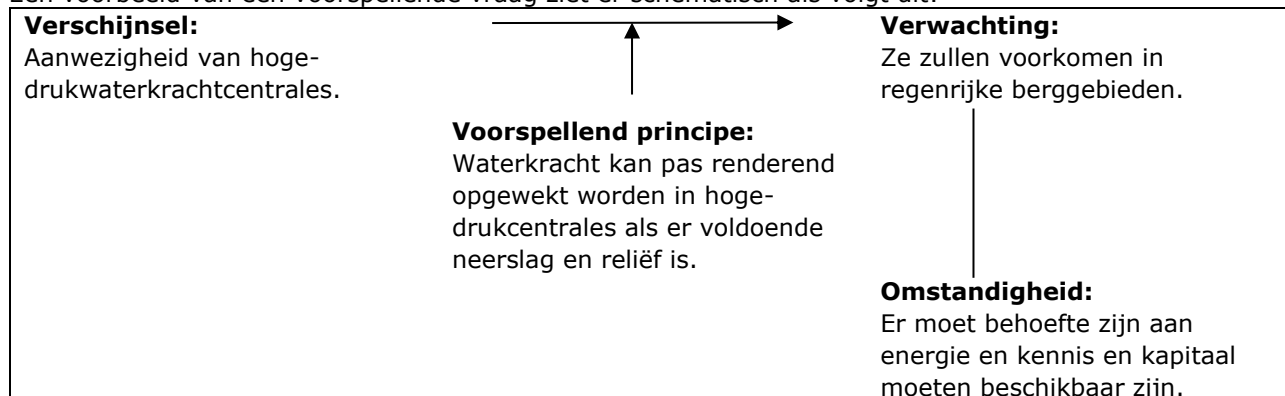 Een voorbeeld van een voorspellende vraag ziet er schematisch als volgt uit:
Verschijnsel:
Aanwezigheid van hoge-
drukwaterkrachtcentrales.
Voorspellend principe:
Waterkracht kan pas renderend
opgewekt worden in hoge-
drukcentrales als er voldoende
neerslag en reliëf is.
Verwachting:
Ze zullen voorkomen in
regenrijke berggebieden.
Omstandigheid:
Er moet behoefte zijn aan
energie en kennis en kapitaal
moeten beschikbaar zijn.